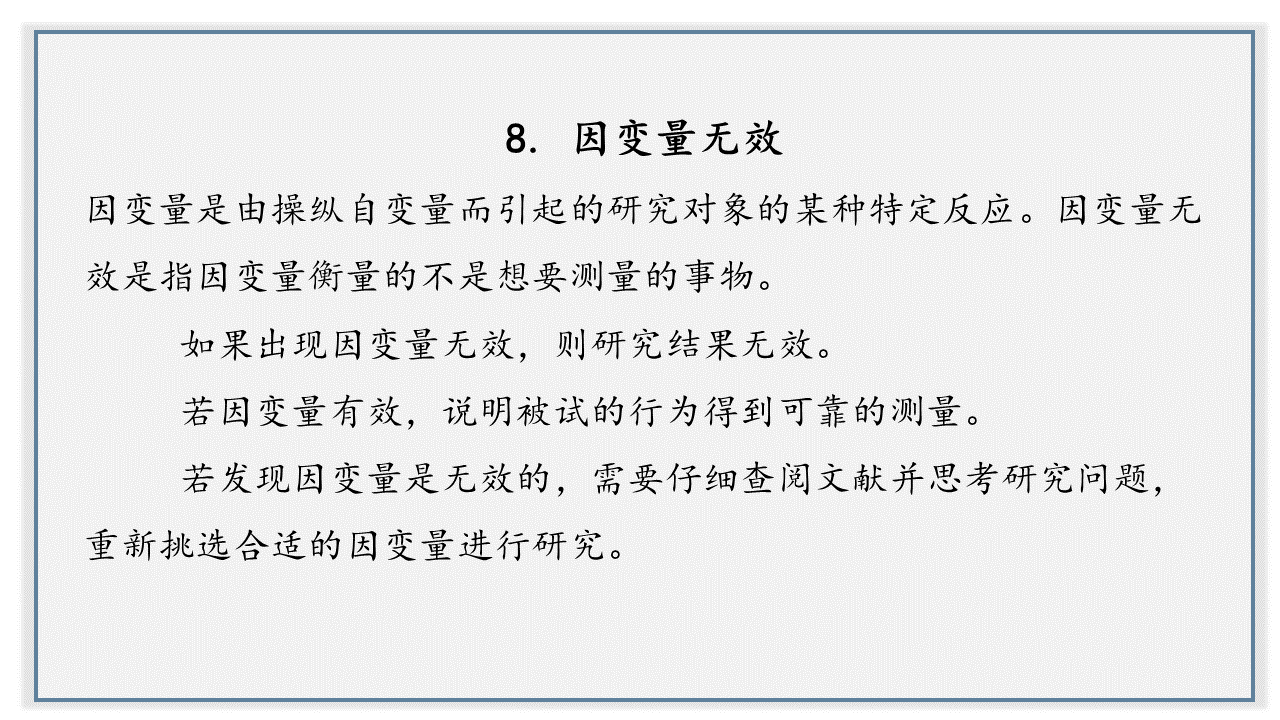 8. 因变量无效
因变量是由操纵自变量而引起的研究对象的某种特定反应。因变量无
效是指因变量衡量的不是想要测量的事物。
如果出现因变量无效，则研究结果无效。
若因变量有效，说明被试的行为得到可靠的测量。
若发现因变量是无效的，需要仔细查阅文献并思考研究问题，
重新挑选合适的因变量进行研究。